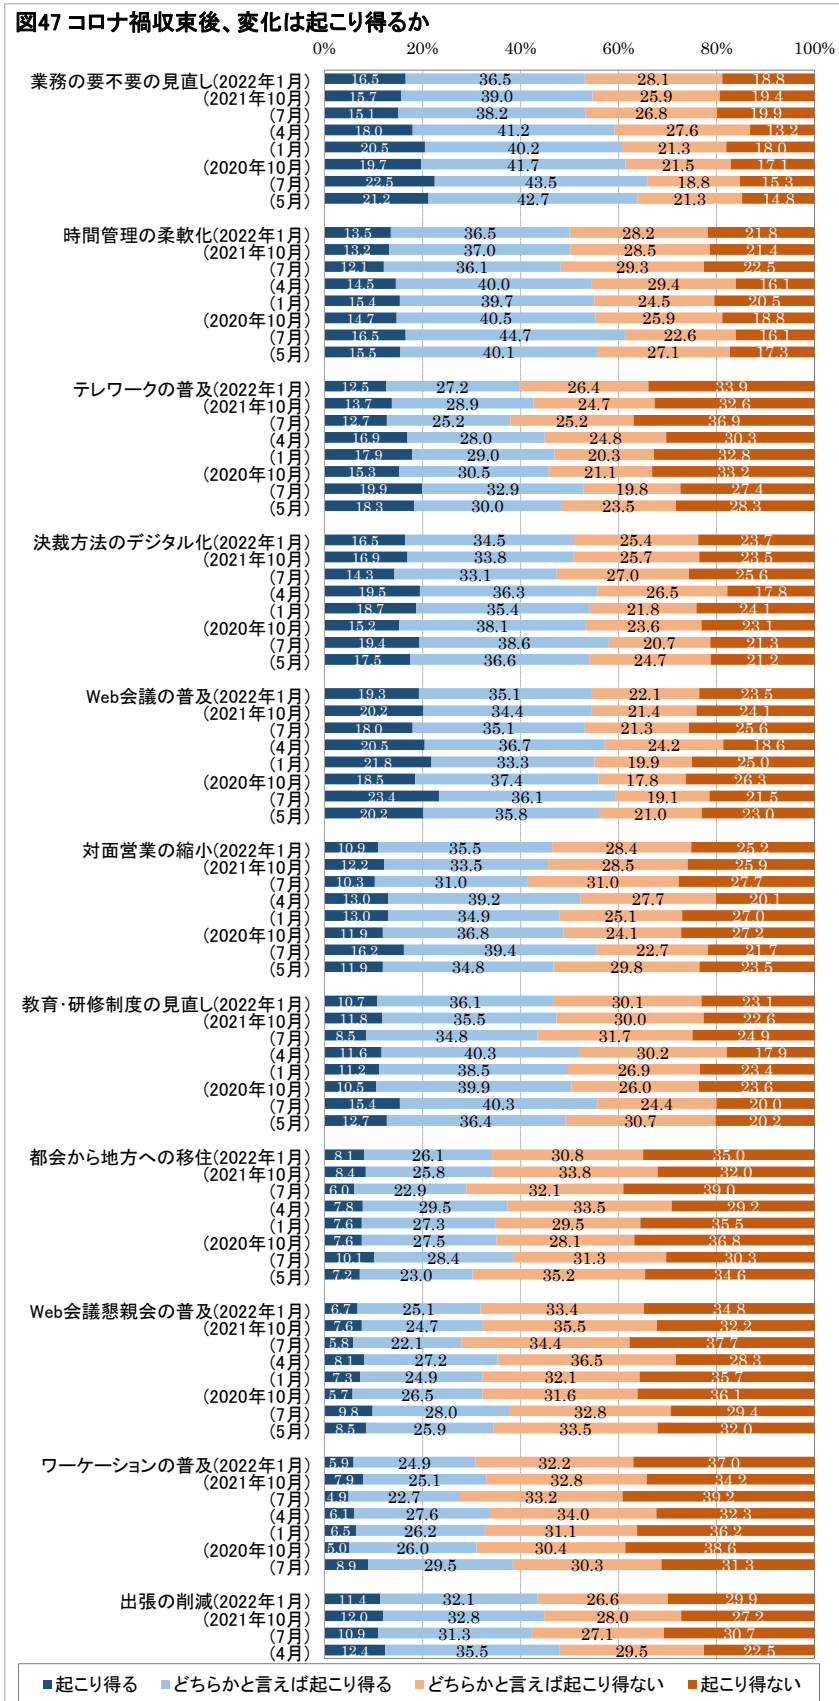 図47 コロナ禍収束後、変化は起こり得るか
0% 20% 40% 60% 80% 100%
業務の要不要の見直し(2022年1月) 16.5 36.5 28.1 18.8
(2021年10月) 15.7 39.0 25.9 19.4
(7月) 15.1 38.2 26.8 19.9
(4月) 18.0 41.2 27.6 13.2
(1月) 20.5 40.2 21.3 18.0
(2020年10月) 19.7 41.7 21.5 17.1
(7月) 22.5 43.5 18.8 15.3
(5月) 21.2 42.7 21.3 14.8
時間管理の柔軟化(2022年1月) 13.5 36.5 28.2 21.8
(2021年10月) 13.2 37.0 28.5 21.4
(7月) 12.1 36.1 29.3 22.5
(4月) 14.5 40.0 29.4 16.1
(1月) 15.4 39.7 24.5 20.5
(2020年10月) 14.7 40.5 25.9 18.8
(7月) 16.5 44.7 22.6 16.1
(5月) 15.5 40.1 27.1 17.3
テレワークの普及(2022年1月) 12.5 27.2 26.4 33.9
(2021年10月) 13.7 28.9 24.7 32.6
(7月) 12.7 25.2 25.2 36.9
(4月) 16.9 28.0 24.8 30.3
(1月) 17.9 29.0 20.3 32.8
(2020年10月) 15.3 30.5 21.1 33.2
(7月) 19.9 32.9 19.8 27.4
(5月) 18.3 30.0 23.5 28.3
決裁方法のデジタル化(2022年1月) 16.5 34.5 25.4 23.7
(2021年10月) 16.9 33.8 25.7 23.5
(7月) 14.3 33.1 27.0 25.6
(4月) 19.5 36.3 26.5 17.8
(1月) 18.7 35.4 21.8 24.1
(2020年10月) 15.2 38.1 23.6 23.1
(7月) 19.4 38.6 20.7 21.3
(5月) 17.5 36.6 24.7 21.2
Web会議の普及(2022年1月) 19.3 35.1 22.1 23.5
(2021年10月) 20.2 34.4 21.4 24.1
(7月) 18.0 35.1 21.3 25.6
(4月) 20.5 36.7 24.2 18.6
(1月) 21.8 33.3 19.9 25.0
(2020年10月) 18.5 37.4 17.8 26.3
(7月) 23.4 36.1 19.1 21.5
(5月) 20.2 35.8 21.0 23.0
対面営業の縮小(2022年1月) 10.9 35.5 28.4 25.2
(2021年10月) 12.2 33.5 28.5 25.9
(7月) 10.3 31.0 31.0 27.7
(4月) 13.0 39.2 27.7 20.1
(1月) 13.0 34.9 25.1 27.0
(2020年10月) 11.9 36.8 24.1 27.2
(7月) 16.2 39.4 22.7 21.7
(5月) 11.9 34.8 29.8 23.5
教育・研修制度の見直し(2022年1月) 10.7 36.1 30.1 23.1
(2021年10月) 11.8 35.5 30.0 22.6
(7月) 8.5 34.8 31.7 24.9
(4月) 11.6 40.3 30.2 17.9
(1月) 11.2 38.5 26.9 23.4
(2020年10月) 10.5 39.9 26.0 23.6
(7月) 15.4 40.3 24.4 20.0
(5月) 12.7 36.4 30.7 20.2
都会から地方への移住(2022年1月) 8.1 26.1 30.8 35.0
(2021年10月) 8.4 25.8 33.8 32.0
(7月) 6.0 22.9 32.1 39.0
(4月) 7.8 29.5 33.5 29.2
(1月) 7.6 27.3 29.5 35.5
(2020年10月) 7.6 27.5 28.1 36.8
(7月) 10.1 28.4 31.3 30.3
(5月) 7.2 23.0 35.2 34.6
Web会議懇親会の普及(2022年1月) 6.7 25.1 33.4 34.8
(2021年10月) 7.6 24.7 35.5 32.2
(7月) 5.8 22.1 34.4 37.7
(4月) 8.1 27.2 36.5 28.3
(1月) 7.3 24.9 32.1 35.7
(2020年10月) 5.7 26.5 31.6 36.1
(7月) 9.8 28.0 32.8 29.4
(5月) 8.5 25.9 33.5 32.0
ワーケーションの普及(2022年1月) 5.9 24.9 32.2 37.0
(2021年10月) 7.9 25.1 32.8 34.2
(7月) 4.9 22.7 33.2 39.2
(4月) 6.1 27.6 34.0 32.3
(1月) 6.5 26.2 31.1 36.2
(2020年10月) 5.0 26.0 30.4 38.6
(7月) 8.9 29.5 30.3 31.3
出張の削減(2022年1月) 11.4 32.1 26.6 29.9
(2021年10月) 12.0 32.8 28.0 27.2
(7月) 10.9 31.3 27.1 30.7
(4月) 12.4 35.5 29.5 22.5
起こり得る どちらかと言えば起こり得る どちらかと言えば起こり得ない 起こり得ない